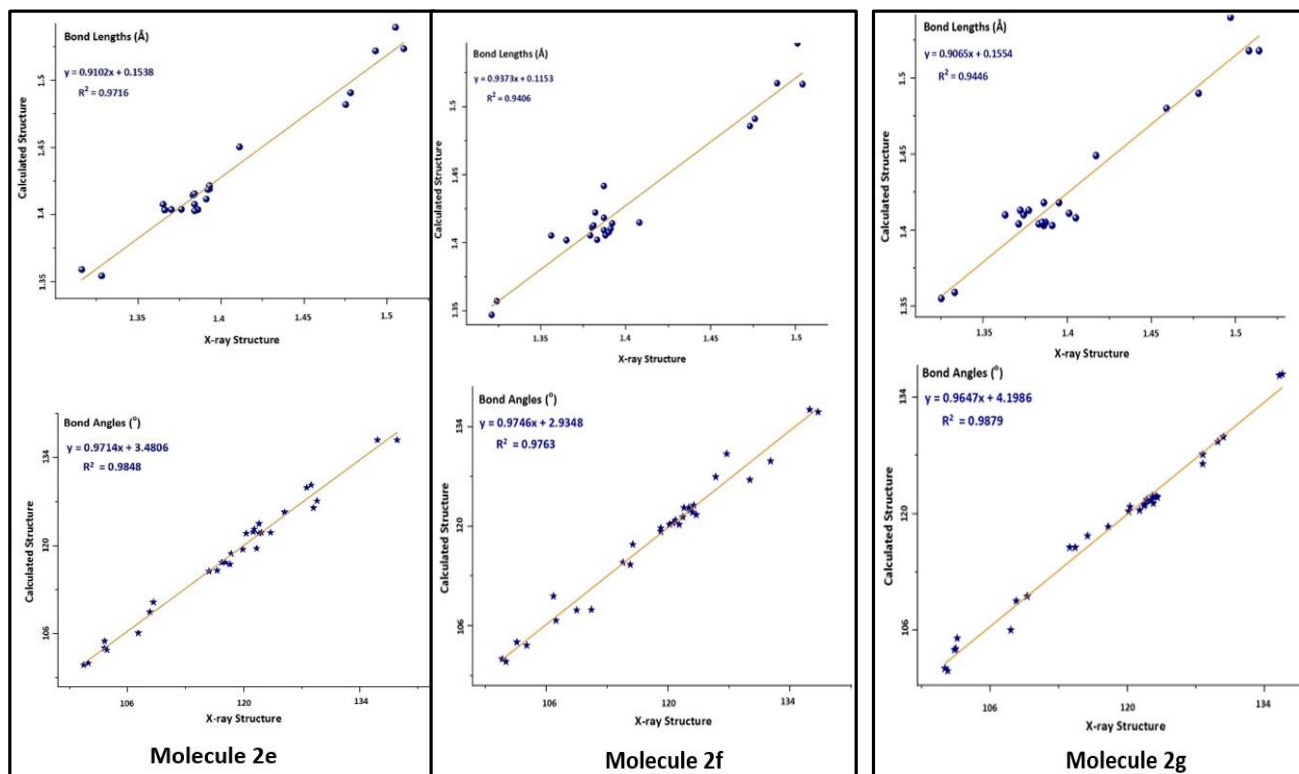 Bond Lengths (Å)
y = 0.9102x + 0.1538
R² = 0.9716
Calculated Structure
1.5
1.45
1.4
1.35
1.35
1.4
1.45
1.5
X-ray Structure
Bond Angles (°)
y = 0.9714x + 3.4806
R² = 0.9848
Calculated Structure
134
120
106
106
120
134
X-ray Structure
Molecule 2e
Bond Lengths (Å)
y = 0.9373x + 0.1153
R² = 0.9406
Calculated Structure
1.5
1.45
1.4
1.35
1.35
1.4
1.45
1.5
X-ray Structure
Bond Angles (°)
y = 0.9746x + 2.9348
R² = 0.9763
Calculated Structure
134
120
106
106
120
134
X-ray Structure
Molecule 2f
Bond Lengths (Å)
y = 0.9065x + 0.1554
R² = 0.9446
Calculated Structure
1.5
1.45
1.4
1.35
1.35
1.4
1.45
1.5
X-ray Structure
Bond Angles (°)
y = 0.9647x + 4.1986
R² = 0.9879
Calculated Structure
134
120
106
106
120
134
X-ray Structure
Molecule 2g